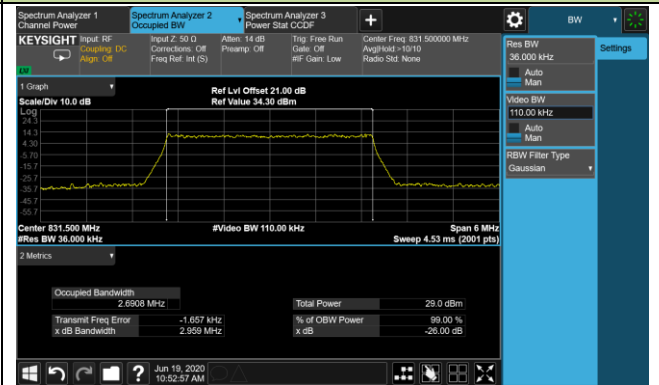 Spectrum Analyzer 1
Channel Power
Spectrum Analyzer 2
Occupied BW
Spectrum Analyzer 3
Power Stat CCDF
+
BW
KEYSIGHT
Input: RF
Coupling: DC
Align: Off
Input Z: 50 Ω
Corrections: Off
Freq Ref: Int (S)
Atten: 14 dB
Preamp: Off
Trig: Free Run
Gate: Off
#IF Gain: Low
Center Freq: 831.500000 MHz
Avg|Hold:>10/10
Radio Std: None
1 Graph
Scale/Div 10.0 dB
Ref Lvl Offset 21.00 dB
Ref Value 34.30 dBm
Log
24.3
14.3
4.30
-5.70
-15.7
-25.7
-35.7
-45.7
-55.7
Center 831.500 MHz
#Res BW 36.000 kHz
#Video BW 110.00 kHz
Span 6 MHz
Sweep 4.53 ms (2001 pts)
2 Metrics
Occupied Bandwidth
2.6908 MHz
Total Power
29.0 dBm
Transmit Freq Error
-1.657 kHz
% of OBW Power
99.00 %
x dB Bandwidth
2.959 MHz
x dB
-26.00 dB
Res BW
36.000 kHz
Auto
Man
Video BW
110.00 kHz
Auto
Man
RBW Filter Type
Gaussian
Settings
?
Jun 19, 2020
10:52:57 AM